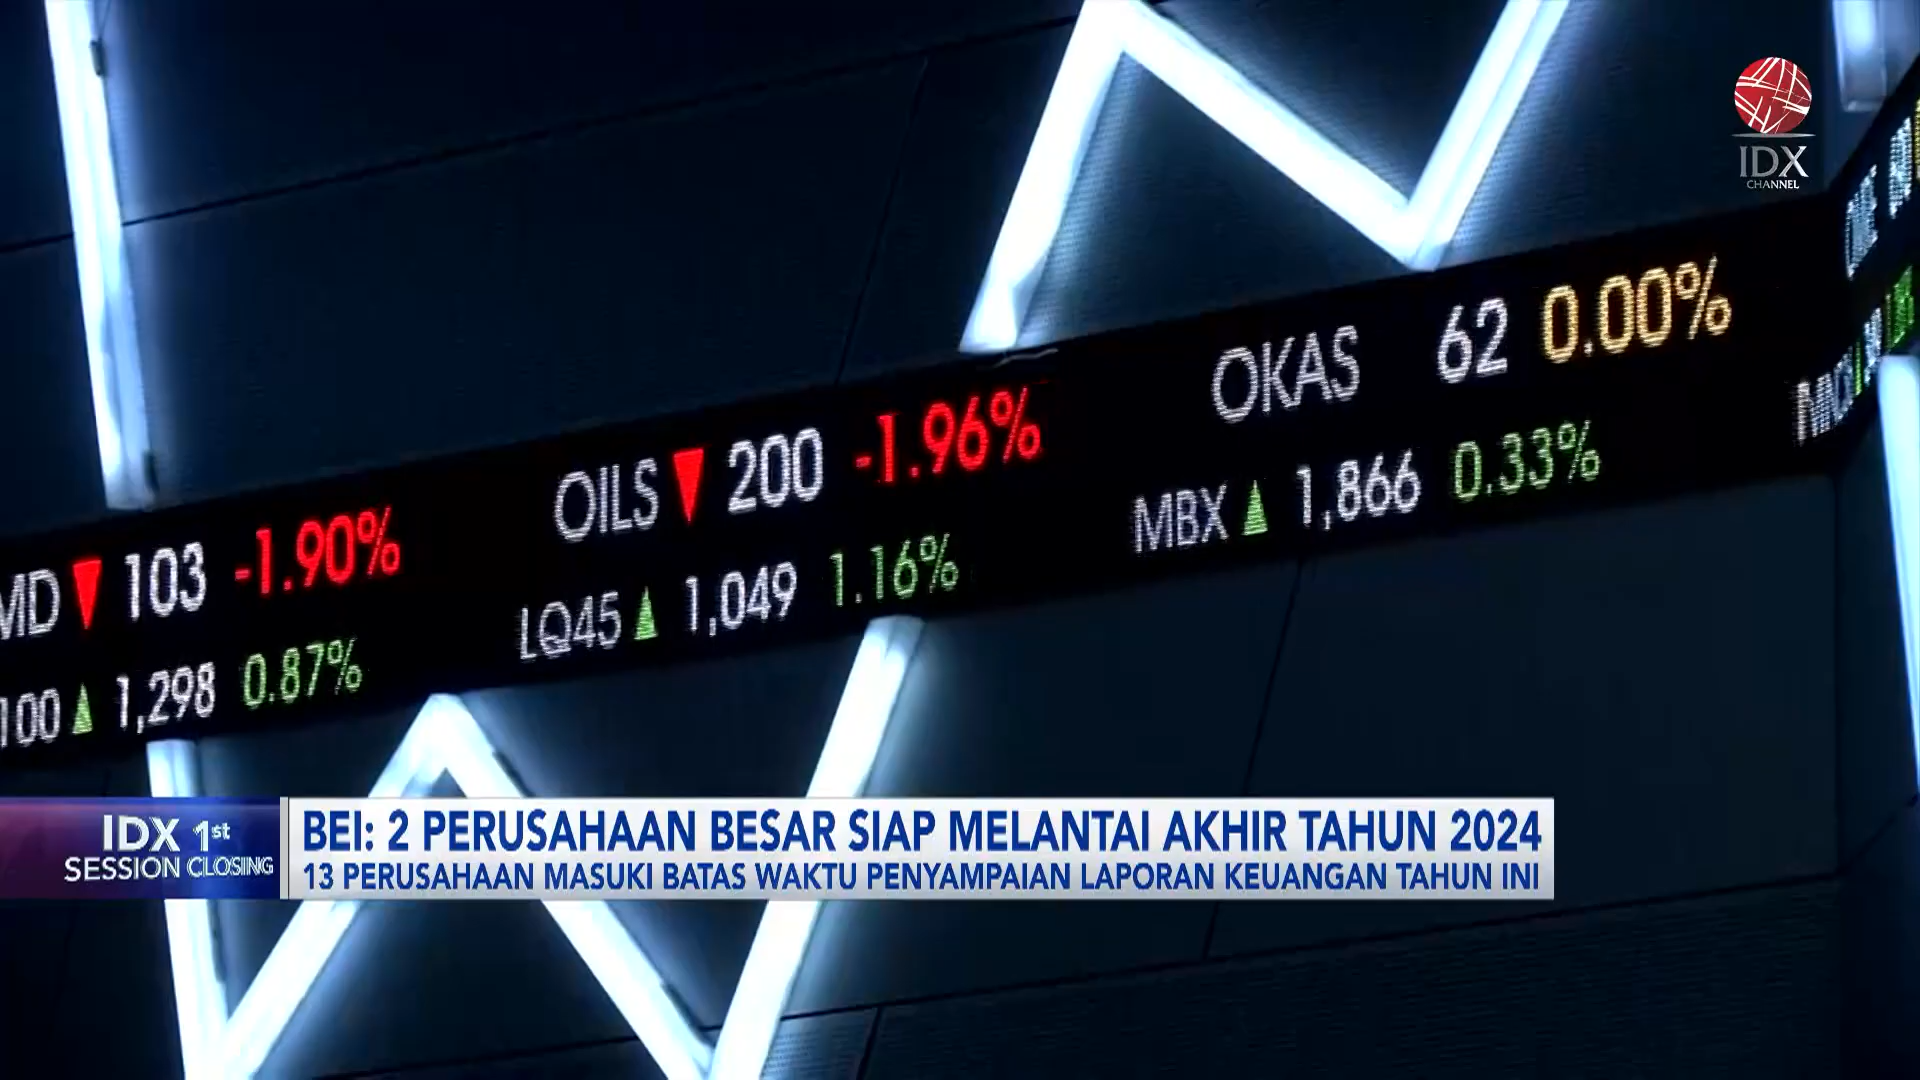 IDX
CHANNEL
OKAS 62 0.00%
OILS ▼ 200 -1.96%
MD ▼ 103 -1.90%
MBX ▲ 1,866 0.33%
LQ45 ▲ 1,049 1.16%
100 ▲ 1,298 0.87%
IDX 1st
SESSION CLOSING
BEI: 2 PERUSAHAAN BESAR SIAP MELANTAI AKHIR TAHUN 2024
13 PERUSAHAAN MASUKI BATAS WAKTU PENYAMPAIAN LAPORAN KEUANGAN TAHUN INI